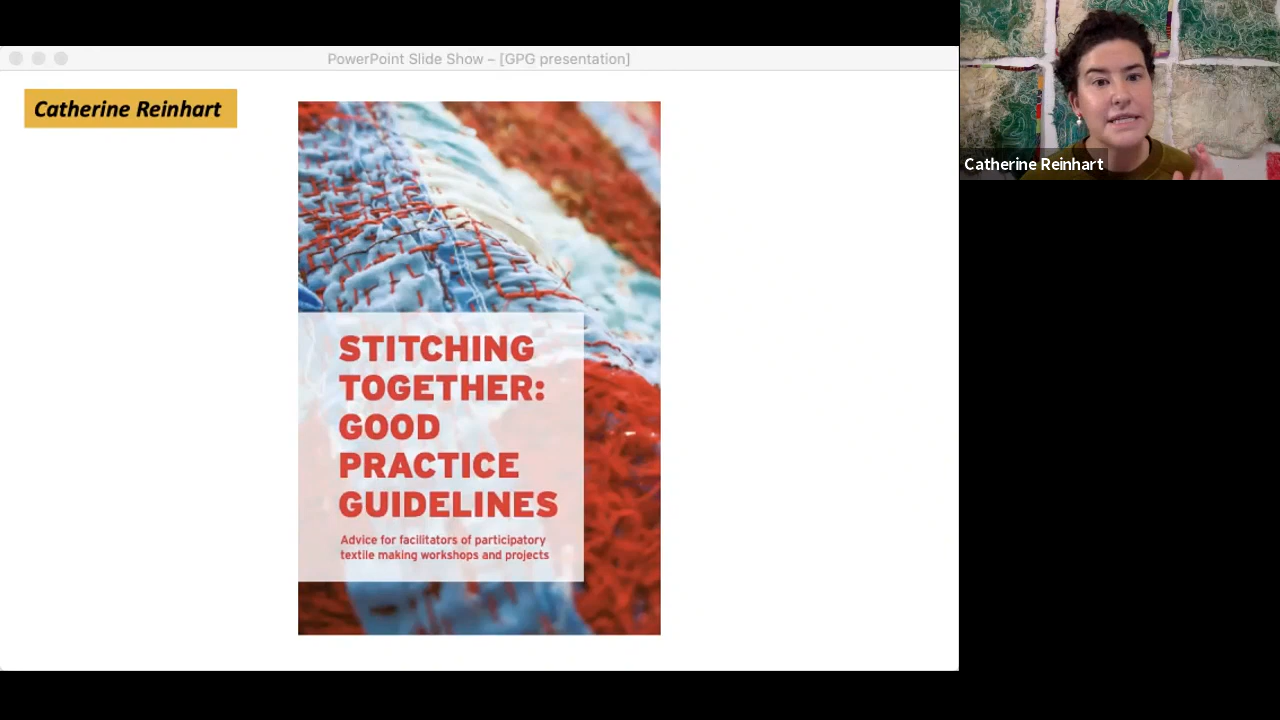 PowerPoint Slide Show – [GPG presentation]
Catherine Reinhart
STITCHING
TOGETHER:
GOOD
PRACTICE
GUIDELINES
Advice for facilitators of participatory
textile making workshops and projects
Catherine Reinhart